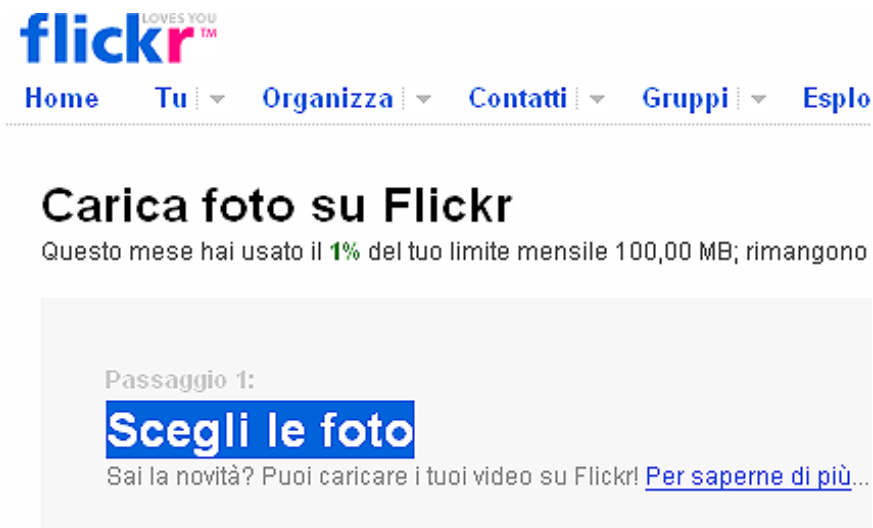 LOVES YOU
flickr™
Home Tu Organizza Contatti Gruppi Esplo
Carica foto su Flickr
Questo mese hai usato il 1% del tuo limite mensile 100,00 MB; rimangono
Passaggio 1:
Scegli le foto
Sai la novità? Puoi caricare i tuoi video su Flickr! Per saperne di più...